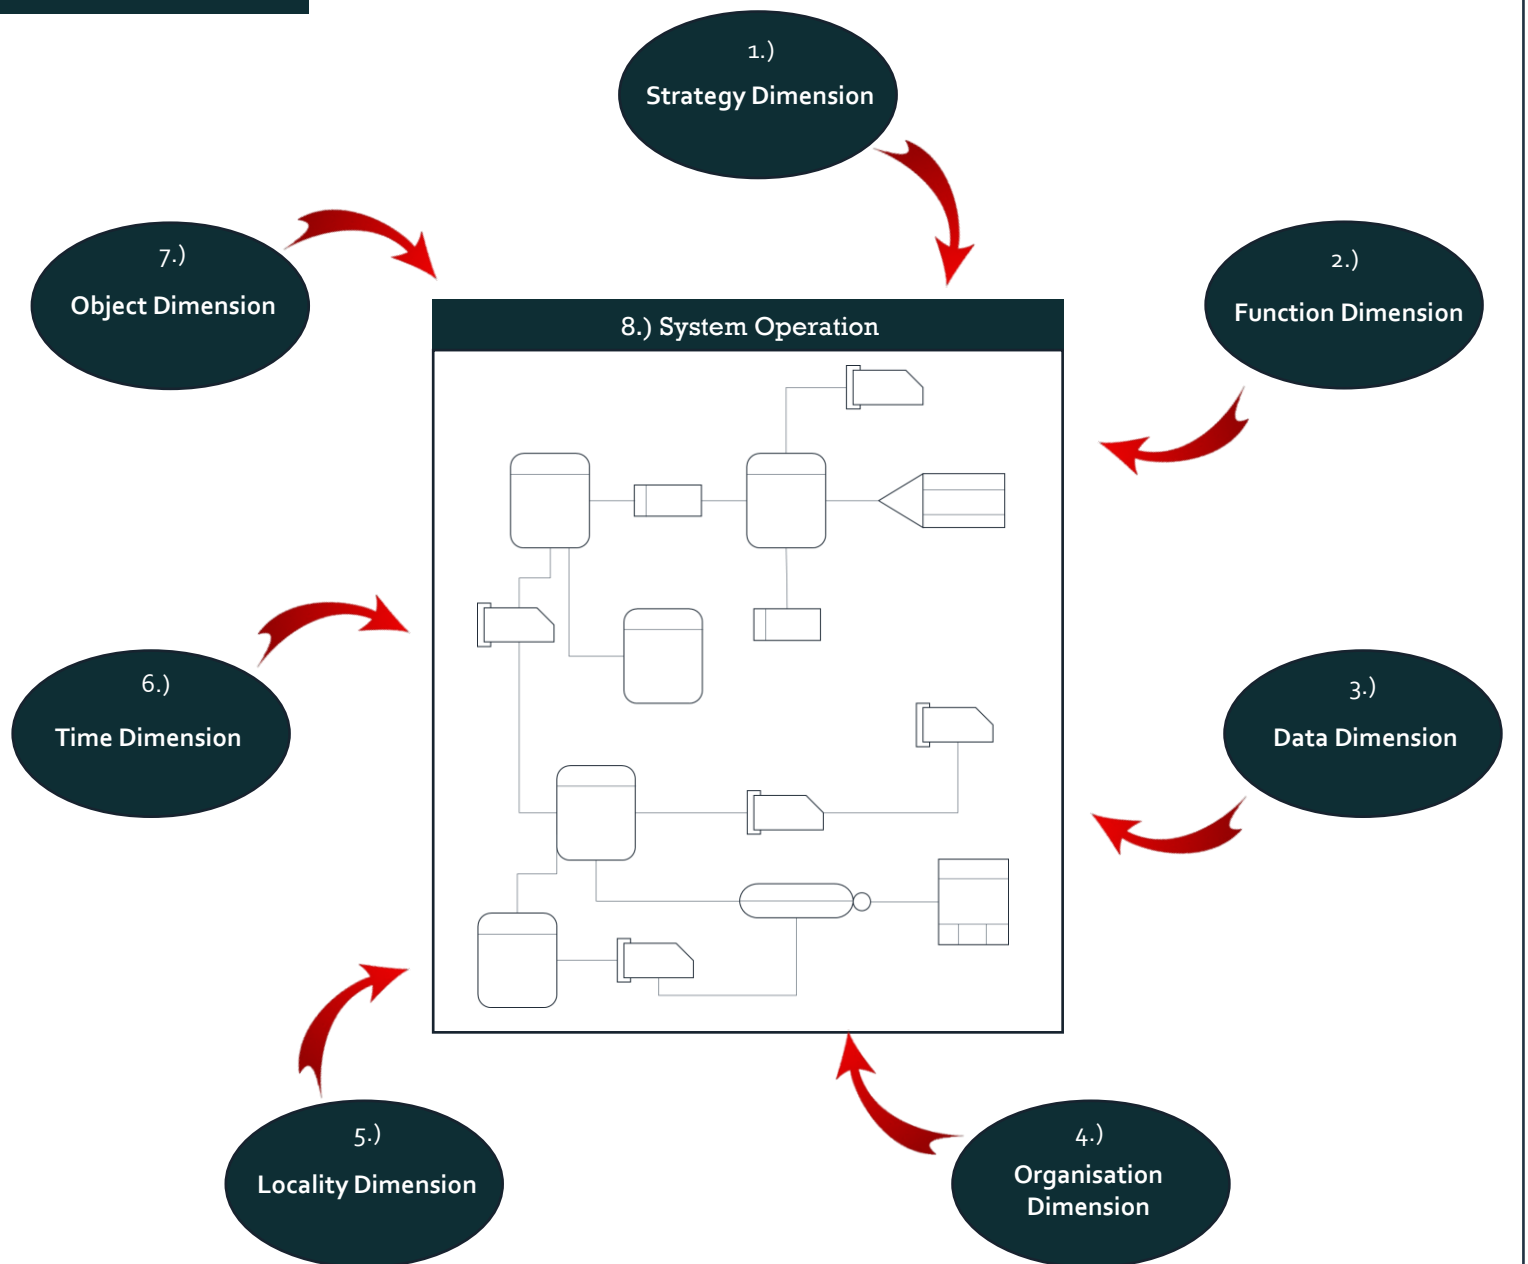 1.)
Strategy Dimension
2.)
Function Dimension
3.)
Data Dimension
4.)
Organisation
Dimension
5.)
Locality Dimension
6.)
Time Dimension
7.)
Object Dimension
8.) System Operation